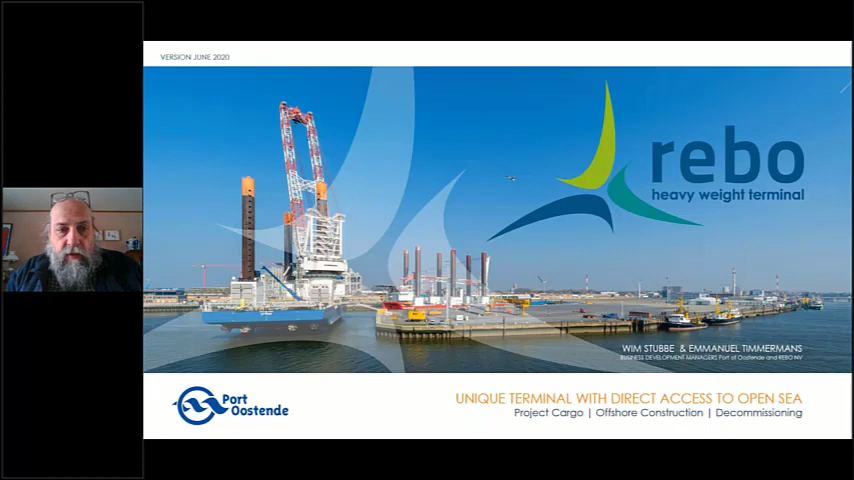 VERSION JUNE 2020
rebo
heavy weight terminal
WIM STUBBE & EMMANUEL TIMMERMANS
BUSINESS DEVELOPMENT MANAGERS Port of Oostende and REBO NV
Port
Oostende
UNIQUE TERMINAL WITH DIRECT ACCESS TO OPEN SEA
Project Cargo | Offshore Construction | Decommissioning